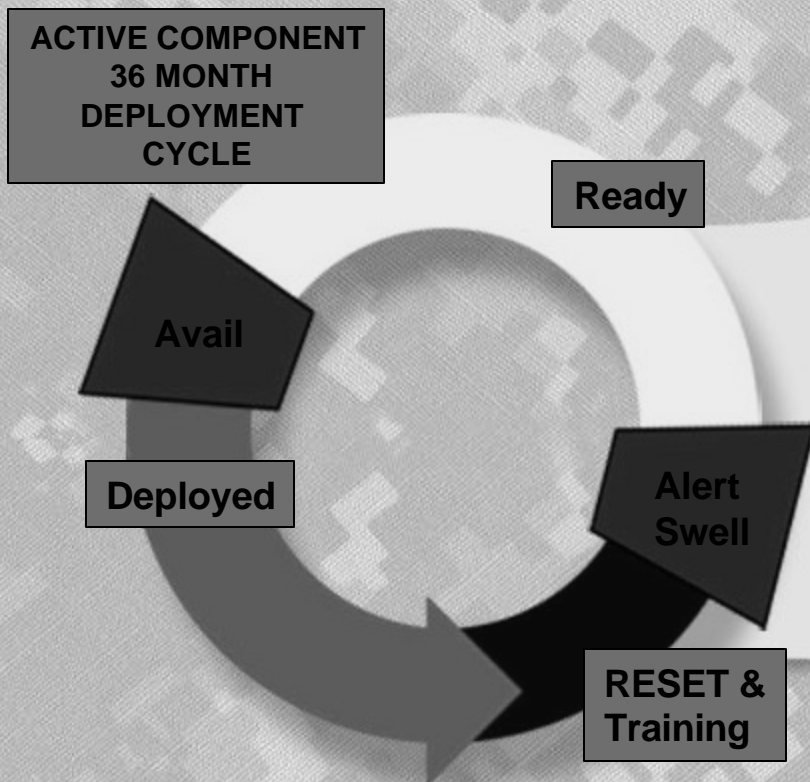 ACTIVE COMPONENT
36 MONTH
DEPLOYMENT
CYCLE
Ready
Avail
Deployed
Alert
Swell
RESET &
Training